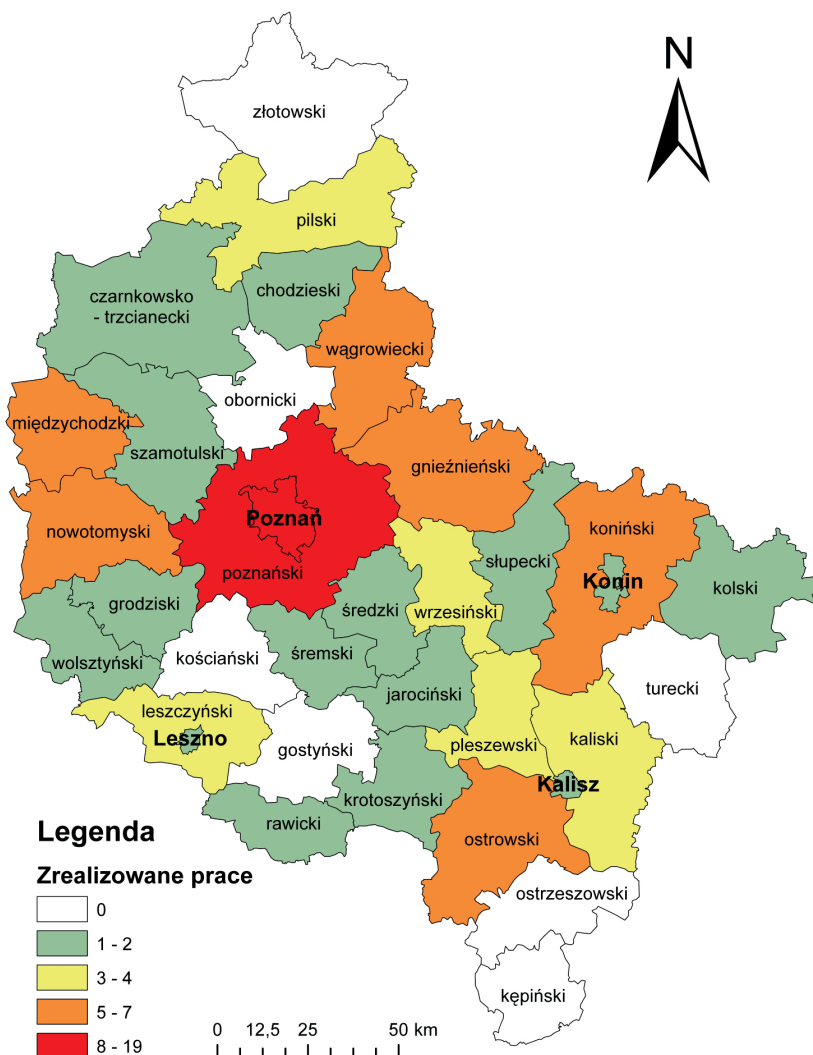 N
złotowski
pilski
czarnkowsko
- trzcianecki
chodzieski
wągrowiecki
obornicki
międzychodzki
szamotulski
gnieźnieński
Poznań
nowotomyski
koniński
słupecki
poznański
Konin
kolski
grodziski
średzki
wrzesiński
wolsztyński
kościański
śremski
jarociński
turecki
leszczyński
Leszno
gostyński
pleszewski
kaliski
Kalisz
krotoszyński
rawicki
ostrowski
ostrzeszowski
kępiński
Legenda
Zrealizowane prace
0
1 - 2
3 - 4
5 - 7
8 - 19
0 12,5 25 50 km